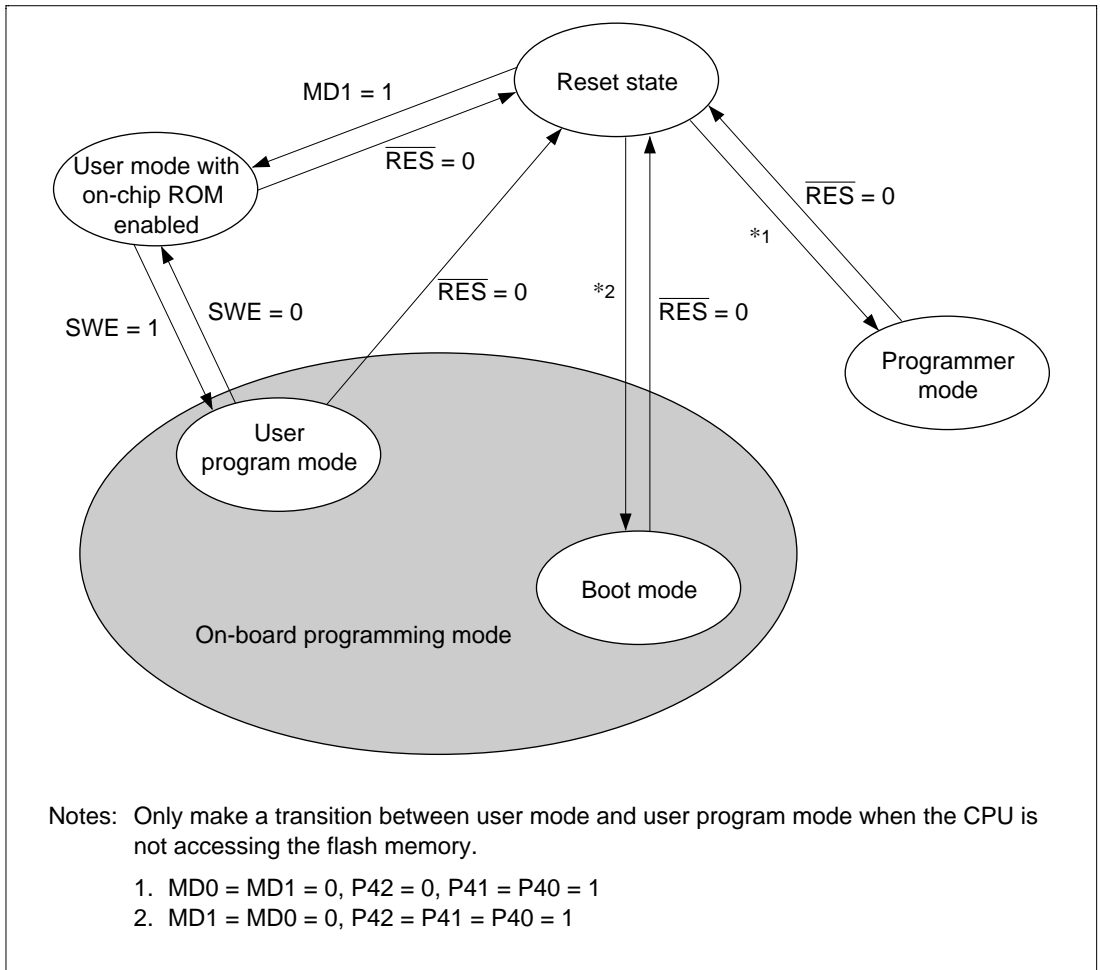 Reset state
MD1 = 1
RES = 0
User mode with
on-chip ROM
enabled
RES = 0
*1
RES = 0
*2
RES = 0
SWE = 0
SWE = 1
Programmer
mode
User
program mode
Boot mode
On-board programming mode
Notes: Only make a transition between user mode and user program mode when the CPU is
not accessing the flash memory.
1. MD0 = MD1 = 0, P42 = 0, P41 = P40 = 1
2. MD1 = MD0 = 0, P42 = P41 = P40 = 1